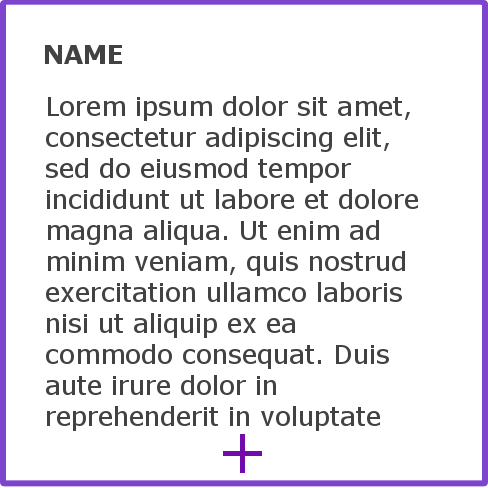 NAME
Lorem ipsum dolor sit amet,
consectetur adipiscing elit,
sed do eiusmod tempor
incididunt ut labore et dolore
magna aliqua. Ut enim ad
minim veniam, quis nostrud
exercitation ullamco laboris
nisi ut aliquip ex ea
commodo consequat. Duis
aute irure dolor in
reprehenderit in voluptate
+